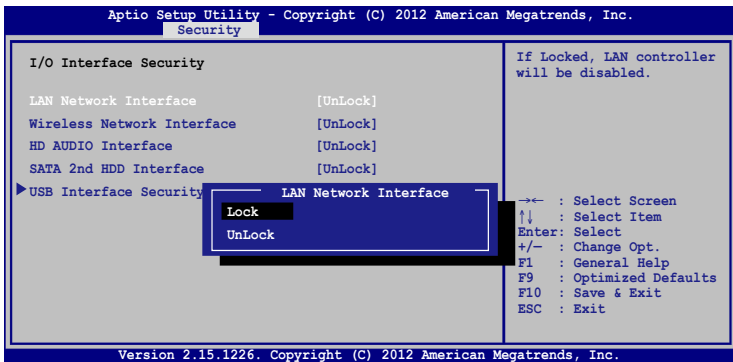 Aptio Setup Utility - Copyright (C) 2012 American Megatrends, Inc.
Security
I/O Interface Security
LAN Network Interface [UnLock]
Wireless Network Interface [UnLock]
HD AUDIO Interface [UnLock]
SATA 2nd HDD Interface [UnLock]
USB Interface Security
LAN Network Interface
Lock
UnLock
If Locked, LAN controller
will be disabled.
→← : Select Screen
↑↓ : Select Item
Enter: Select
+/— : Change Opt.
F1 : General Help
F9 : Optimized Defaults
F10 : Save & Exit
ESC : Exit
Version 2.15.1226. Copyright (C) 2012 American Megatrends, Inc.